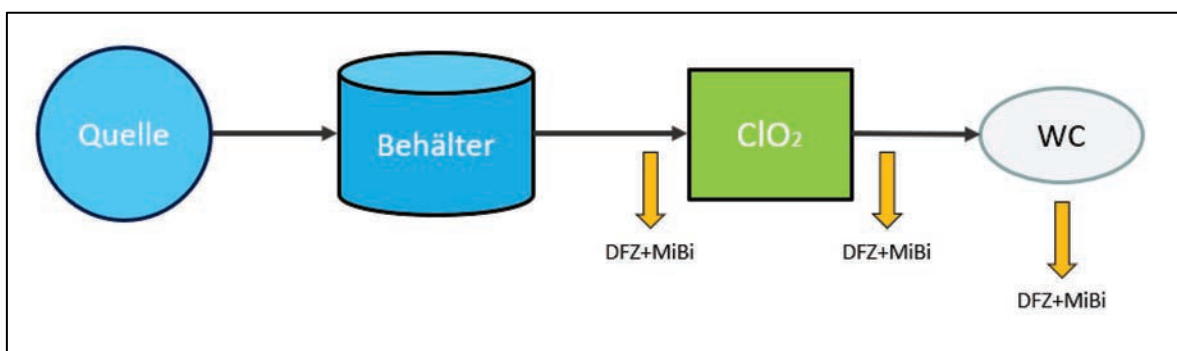 Quelle
Behälter
ClO₂
WC
DFZ+MiBi
DFZ+MiBi
DFZ+MiBi